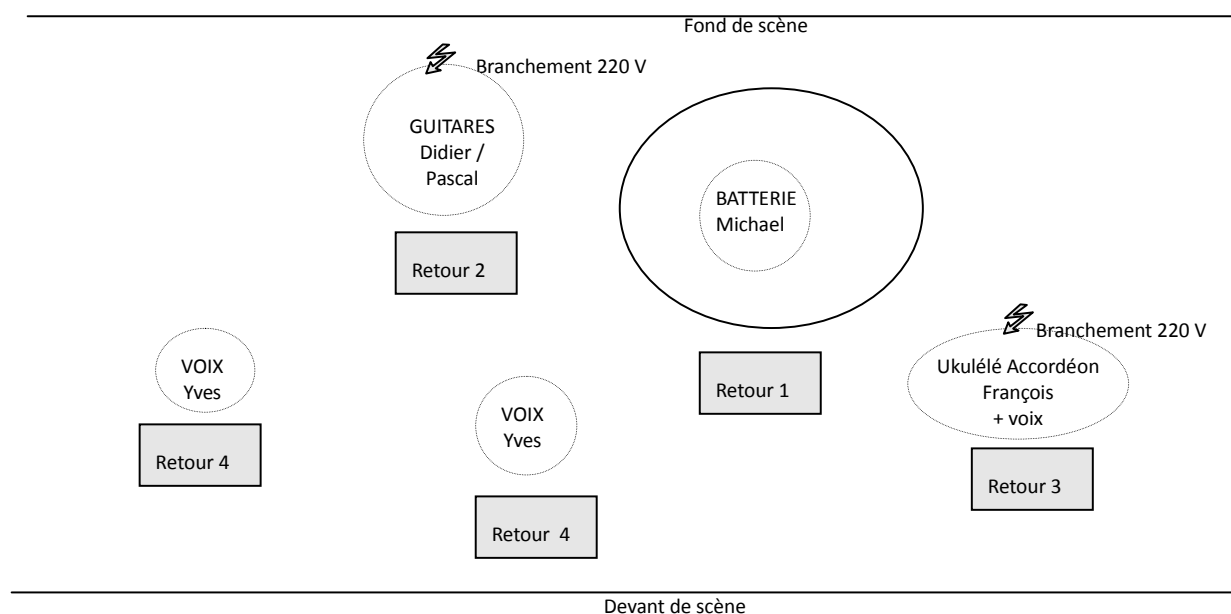 Fond de scène
Branchement 220 V
GUITARES
Didier /
Pascal
BATTERIE
Michael
Retour 2
Branchement 220 V
VOIX
Yves
Retour 4
VOIX
Yves
Retour  4
Retour 1
Ukulélé Accordéon
François
+ voix
Retour 3
Devant de scène